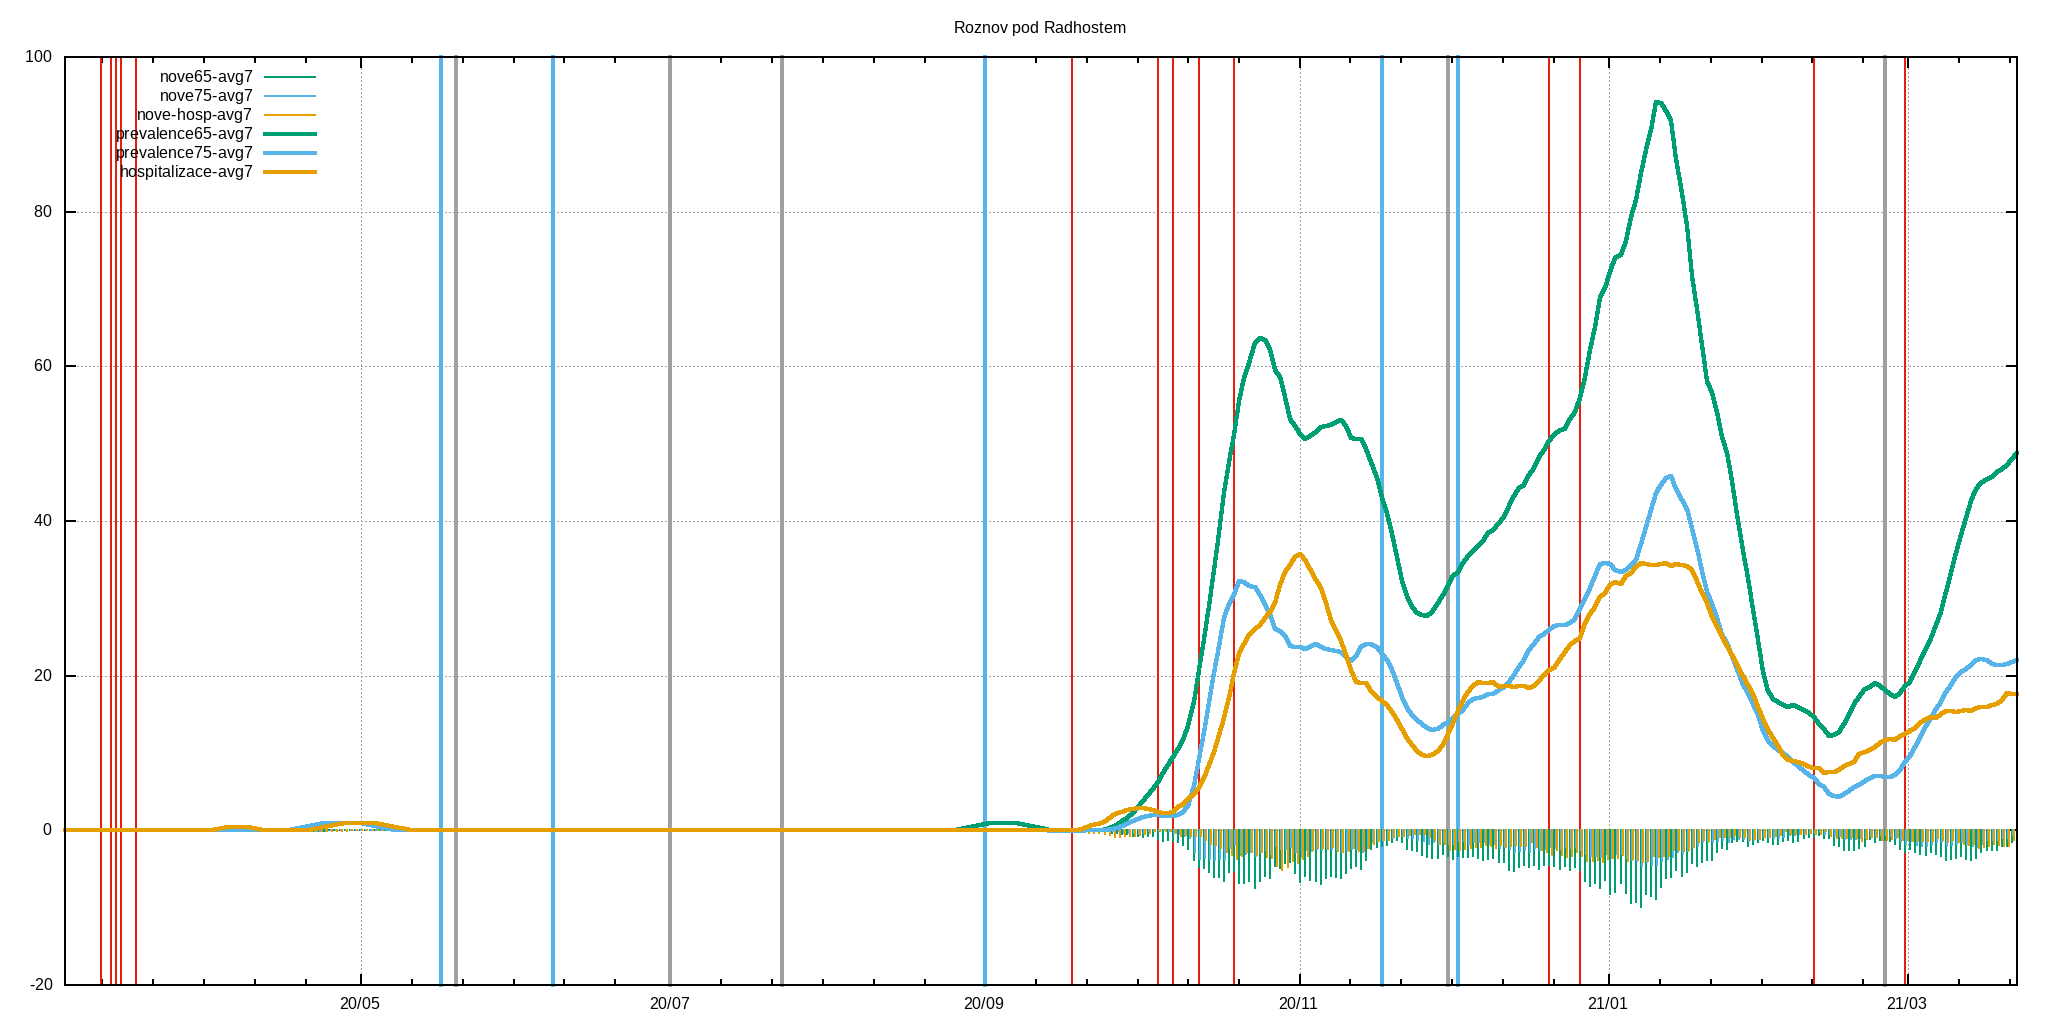 Roznov pod Radhostem
100
80
60
40
20
0
-20
nove65-avg7
nove75-avg7
nove-hosp-avg7
prevalence65-avg7
prevalence75-avg7
hospitalizace-avg7
20/05
20/07
20/09
20/11
21/01
21/03